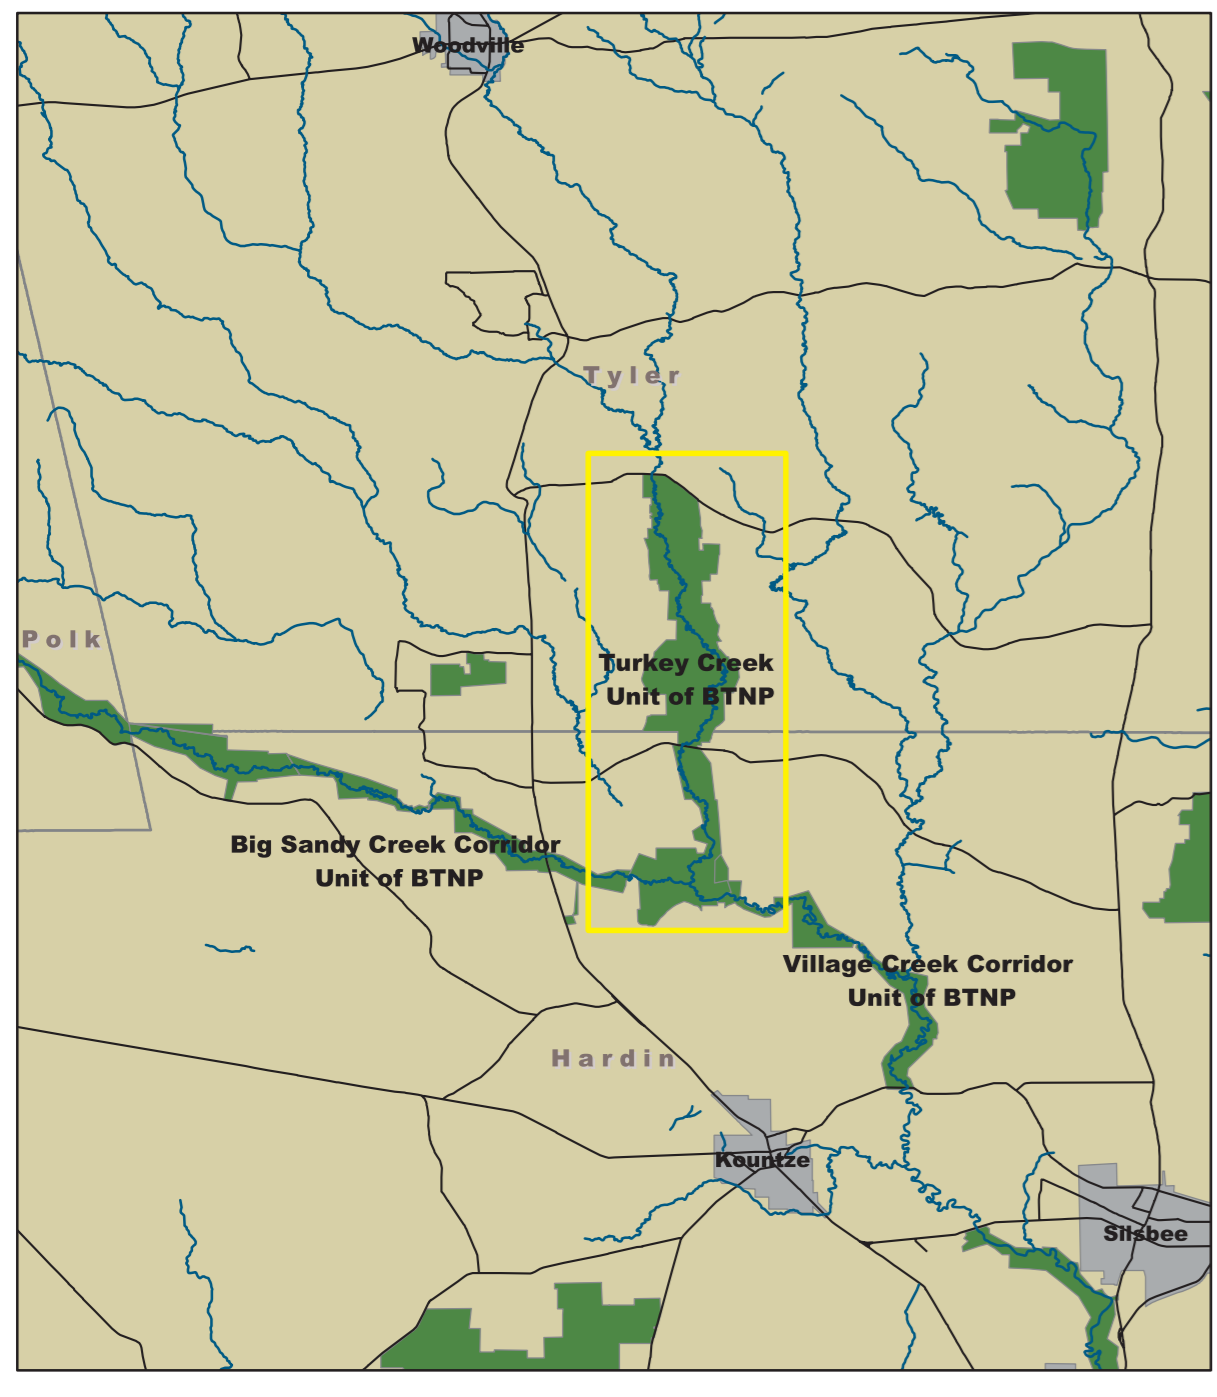 Woodville
Tyler
Polk
Turkey Creek
Unit of BTNP
Big Sandy Creek Corridor
Unit of BTNP
Village Creek Corridor
Unit of BTNP
Hardin
Kountze
Silsbee